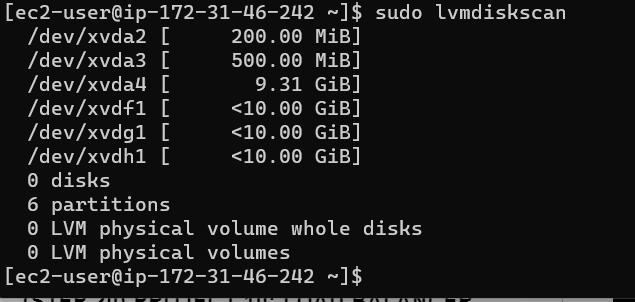 [ec2-user@ip-172-31-46-242 ~]$ sudo lvmdiskscan
  /dev/xvda2 [     200.00 MiB]
  /dev/xvda3 [     500.00 MiB]
  /dev/xvda4 [       9.31 GiB]
  /dev/xvdf1 [     <10.00 GiB]
  /dev/xvdg1 [     <10.00 GiB]
  /dev/xvdh1 [     <10.00 GiB]
  0 disks
  6 partitions
  0 LVM physical volume whole disks
  0 LVM physical volumes
[ec2-user@ip-172-31-46-242 ~]$